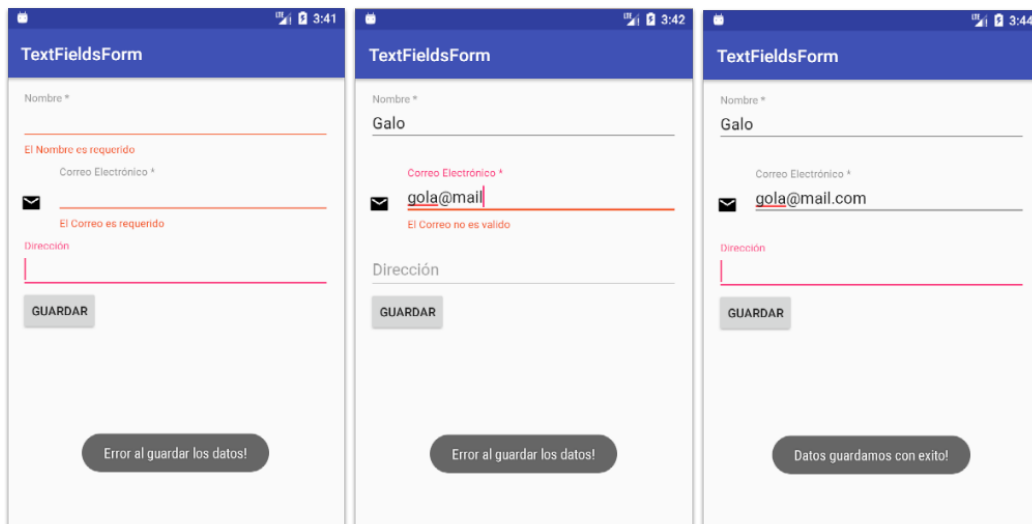 3:41
TextFieldsForm
Nombre *
El Nombre es requerido
Correo Electrónico *
El Correo es requerido
Dirección
GUARDAR
Error al guardar los datos!
3:42
TextFieldsForm
Nombre *
Galo
Correo Electrónico *
gola@mail
El Correo no es valido
Dirección
GUARDAR
Error al guardar los datos!
3:44
TextFieldsForm
Nombre *
Galo
Correo Electrónico *
gola@mail.com
Dirección
GUARDAR
Datos guardamos con exito!